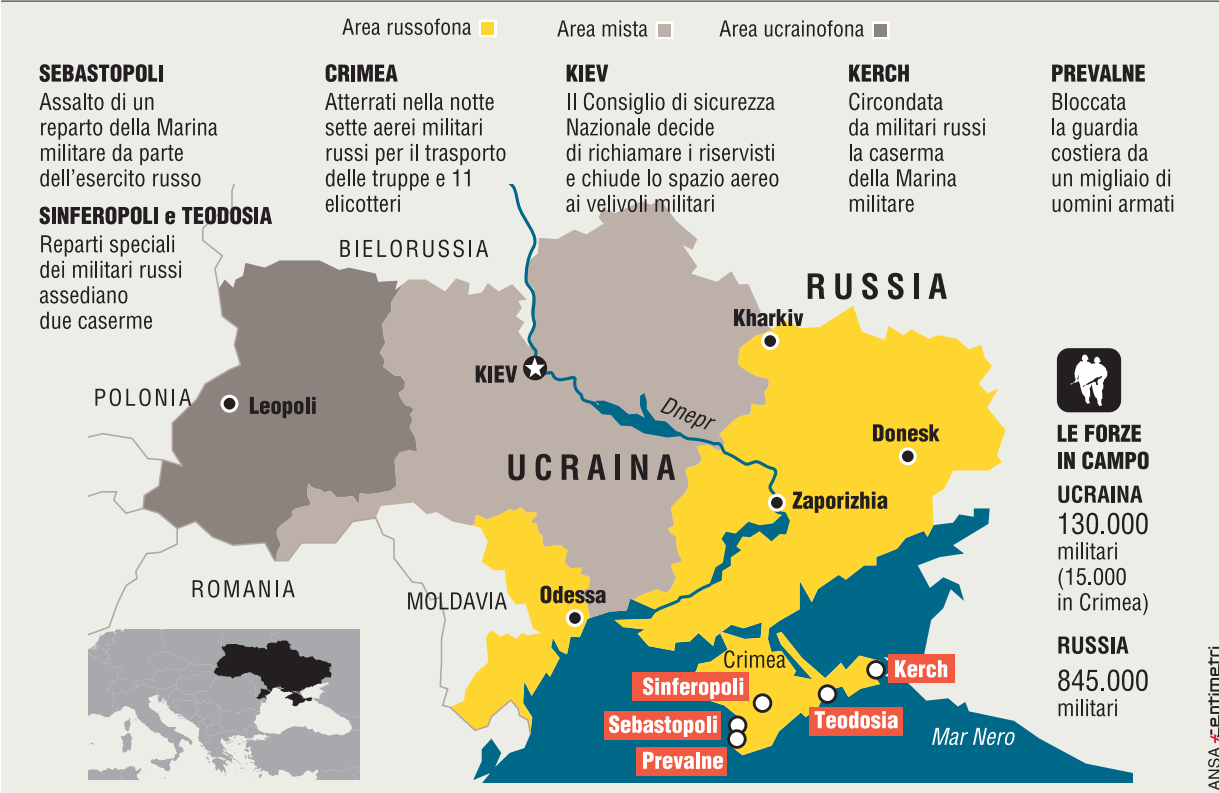 Area russofona
Area mista
Area ucrainofona
SEBASTOPOLI
Assalto di un
reparto della Marina
militare da parte
dell'esercito russo
SINFEROPOLI e TEODOSIA
Reparti speciali
dei militari russi
assediano
due caserme
CRIMEA
Atterrati nella notte
sette aerei militari
russi per il trasporto
delle truppe e 11
elicotteri
KIEV
Il Consiglio di sicurezza
Nazionale decide
di richiamare i riservisti
e chiude lo spazio aereo
ai velivoli militari
KERCH
Circondata
da militari russi
la caserma
della Marina
militare
PREVALNE
Bloccata
la guardia
costiera da
un migliaio di
uomini armati
BIELORUSSIA
RUSSIA
Kharkiv
KIEV
POLONIA
Leopoli
Dnepr
Donesk
UCRAINA
Zaporizhia
ROMANIA
MOLDAVIA
Odessa
Crimea
Kerch
Sinferopoli
Teodosia
Sebastopoli
Prevalne
Mar Nero
LE FORZE
IN CAMPO
UCRAINA
130.000
militari
(15.000
in Crimea)
RUSSIA
845.000
militari
ANSA centimetri